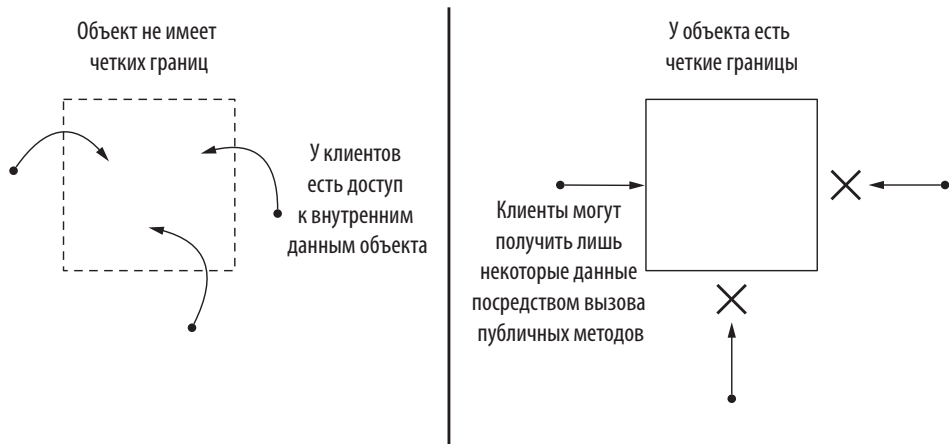 Объект не имеет
четких границ
У клиентов
есть доступ
к внутренним
данным объекта
У объекта есть
четкие границы
Клиенты могут
получить лишь
некоторые данные
посредством вызова
публичных методов